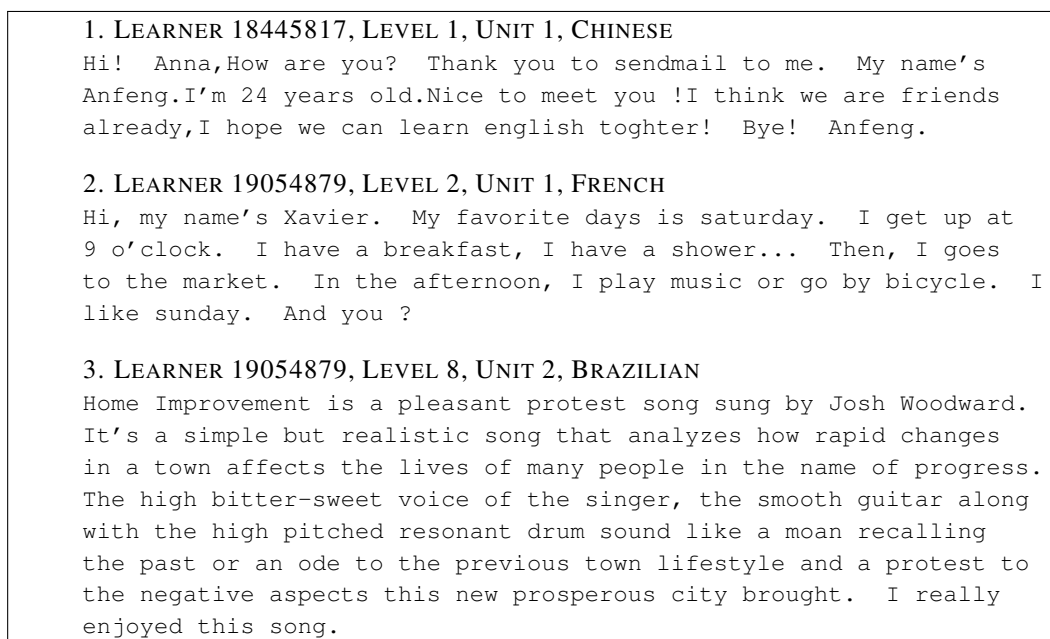 1. LEARNER 18445817, LEVEL 1, UNIT 1, CHINESE
Hi! Anna,How are you? Thank you to sendmail to me. My name's
Anfeng.I'm 24 years old.Nice to meet you !I think we are friends
already,I hope we can learn english toghter! Bye! Anfeng.
2. LEARNER 19054879, LEVEL 2, UNIT 1, FRENCH
Hi, my name's Xavier. My favorite days is saturday. I get up at
9 o'clock. I have a breakfast, I have a shower... Then, I goes
to the market. In the afternoon, I play music or go by bicycle. I
like sunday. And you ?
3. LEARNER 19054879, LEVEL 8, UNIT 2, BRAZILIAN
Home Improvement is a pleasant protest song sung by Josh Woodward.
It's a simple but realistic song that analyzes how rapid changes
in a town affects the lives of many people in the name of progress.
The high bitter-sweet voice of the singer, the smooth guitar along
with the high pitched resonant drum sound like a moan recalling
the past or an ode to the previous town lifestyle and a protest to
the negative aspects this new prosperous city brought. I really
enjoyed this song.